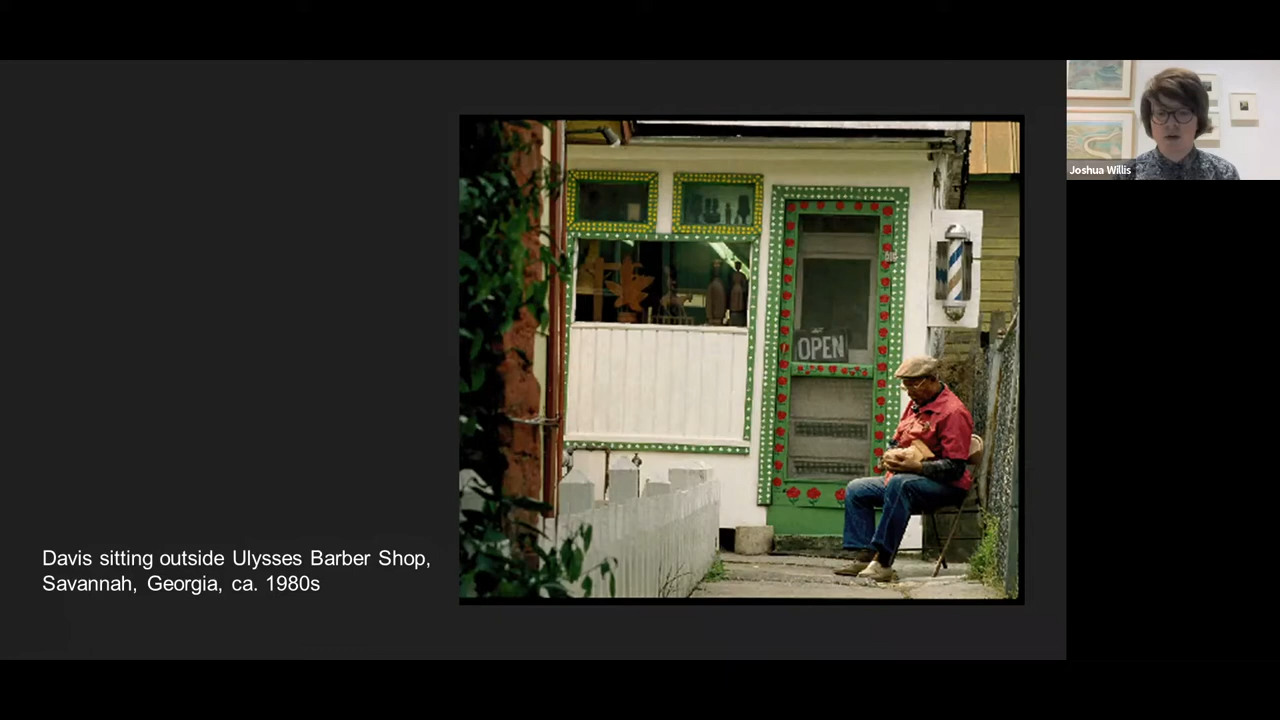 Joshua Willis
OPEN
Davis sitting outside Ulysses Barber Shop,
Savannah, Georgia, ca. 1980s